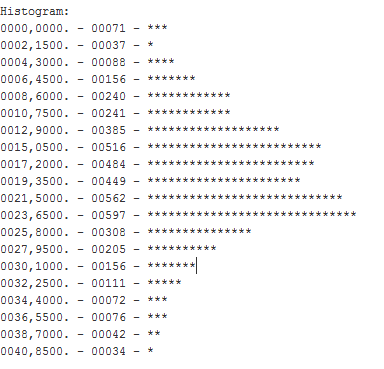 Histogram:
0000,0000. - 00071 - ***
0002,1500. - 00037 - *
0004,3000. - 00088 - ****
0006,4500. - 00156 - *******
0008,6000. - 00240 - ************
0010,7500. - 00241 - ************
0012,9000. - 00385 - *******************
0015,0500. - 00516 - *************************
0017,2000. - 00484 - ************************
0019,3500. - 00449 - **********************
0021,5000. - 00562 - ****************************
0023,6500. - 00597 - ******************************
0025,8000. - 00308 - ***************
0027,9500. - 00205 - **********
0030,1000. - 00156 - *******
0032,2500. - 00111 - *****
0034,4000. - 00072 - ***
0036,5500. - 00076 - ***
0038,7000. - 00042 - **
0040,8500. - 00034 - *